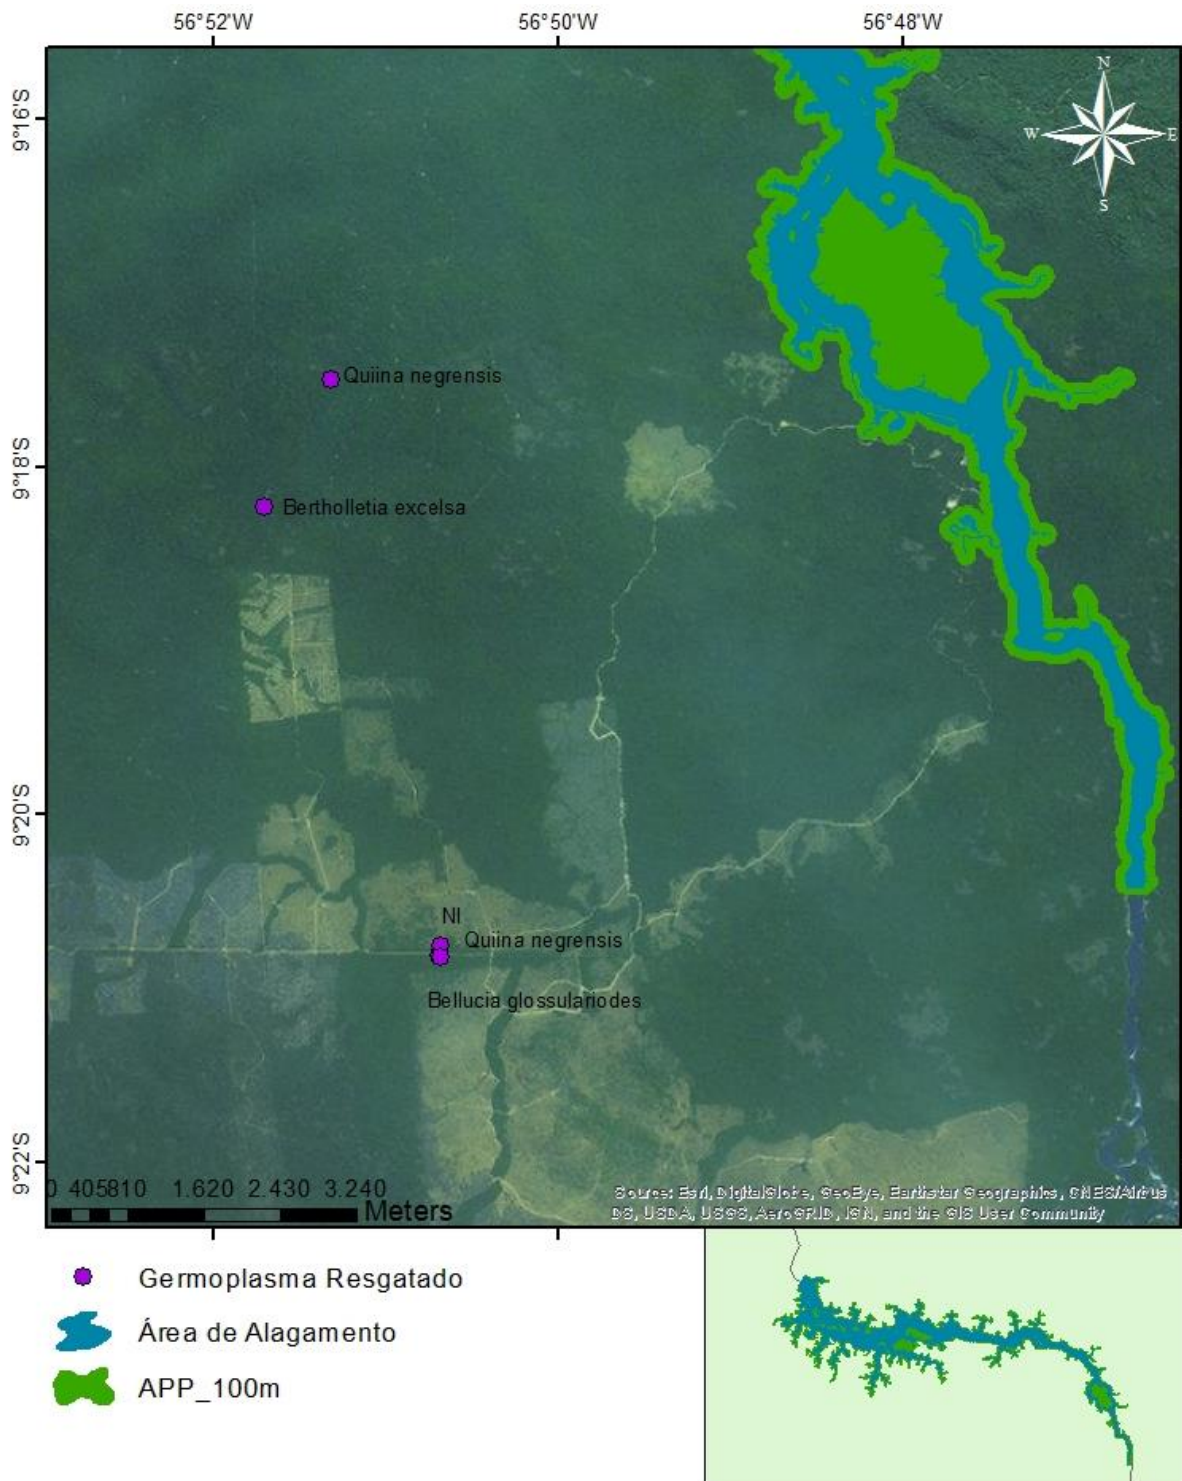 56°52'W 56°50'W 56°48'W
9°16'S
N
W E
S
Quiina negrensis
9°18'S
Bertholletia excelsa
9°20'S
NI
Quiina negrensis
Bellucia glossulariodes
9°22'S
0 405810 1.620 2.430 3.240
Meters
Source: Esri, DigitalGlobe, GeoEye, Earthstar Geographics, CNES/Airbus
DS, USDA, USGS, AeroGRID, IGN, and the GIS User Community
Germoplasma Resgatado
Área de Alagamento
APP_100m